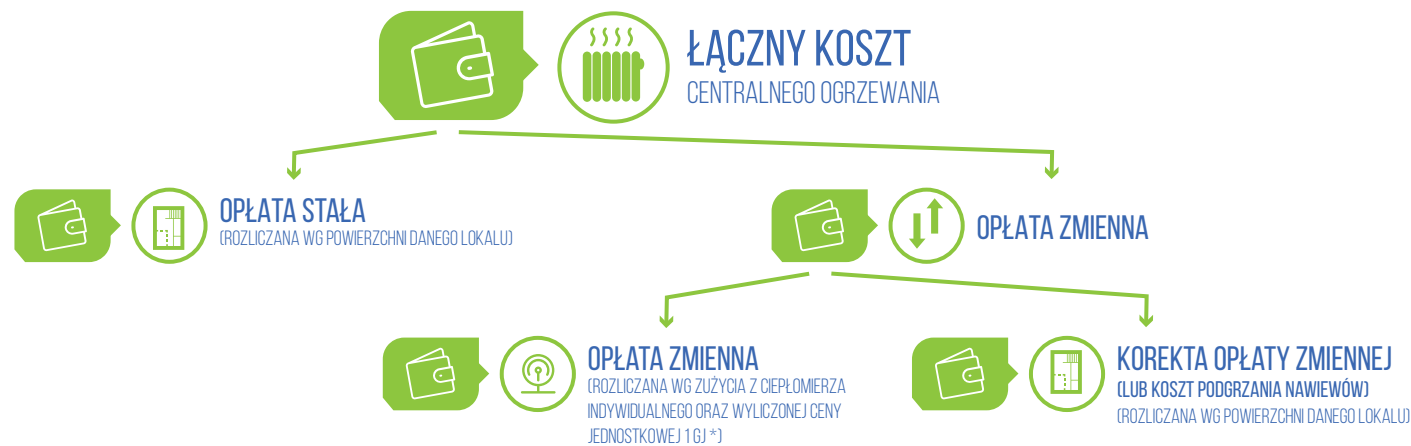 ŁĄCZNY KOSZT
CENTRALNEGO OGRZEWANIA
OPŁATA STAŁA
(ROZLICZANA WG POWIERZCHNI DANEGO LOKALU)
OPŁATA ZMIENNA
OPŁATA ZMIENNA
(ROZLICZANA WG ZUŻYCIA Z CIEPŁOMIERZA
INDYWIDUALNEGO ORAZ WYLICZONEJ CENY
JEDNOSTKOWEJ 1 GJ *)
KOREKTA OPŁATY ZMIENNEJ
(LUB KOSZT PODGRZANIA NAWIEWÓW)
(ROZLICZANA WG POWIERZCHNI DANEGO LOKALU)